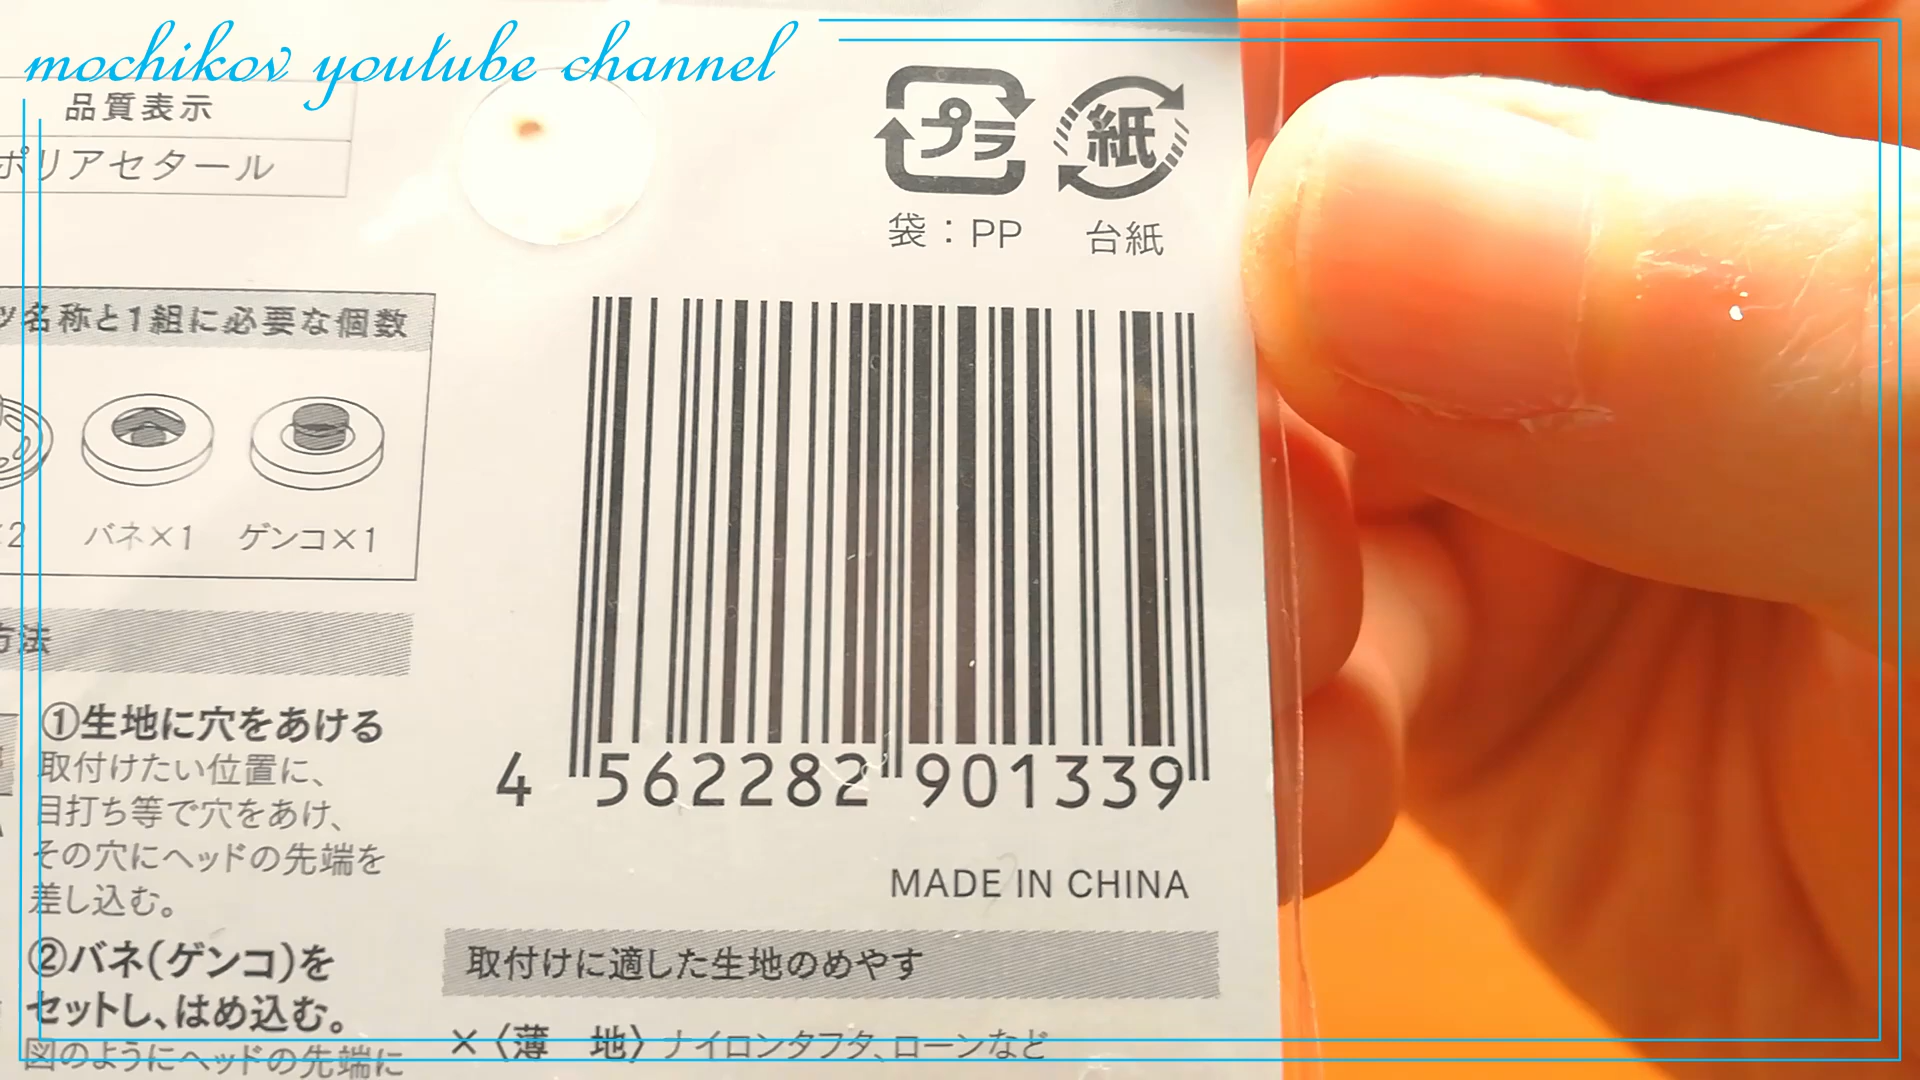 mochikov youtube channel
品質表示
ポリアセタール
プラ
紙
袋：PP
台紙
ツ名称と1組に必要な個数
×2
バネ×1
ゲンコ×1
方法
①生地に穴をあける
取付けたい位置に、
目打ち等で穴をあけ、
その穴にヘッドの先端を
差し込む。
②バネ(ゲンコ)を
セットし、はめ込む。
図のようにヘッドの先端に
4 562282 901339
MADE IN CHINA
取付けに適した生地のめやす
×〈薄　地〉ナイロンタフタ、ローンなど